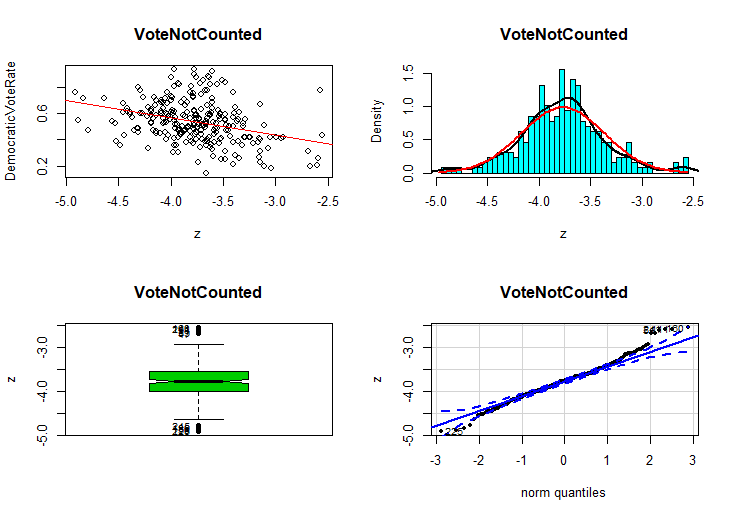 VoteNotCounted
DemocraticVoteRate
0.2
0.6
-5.0 -4.5 -4.0 -3.5 -3.0 -2.5
z
VoteNotCounted
Density
0.0 0.5 1.0 1.5
-5.0 -4.5 -4.0 -3.5 -3.0 -2.5
z
VoteNotCounted
z
-5.0 -4.0 -3.0
VoteNotCounted
z
-5.0 -4.0 -3.0
225
-3 -2 -1 0 1 2 3
norm quantiles